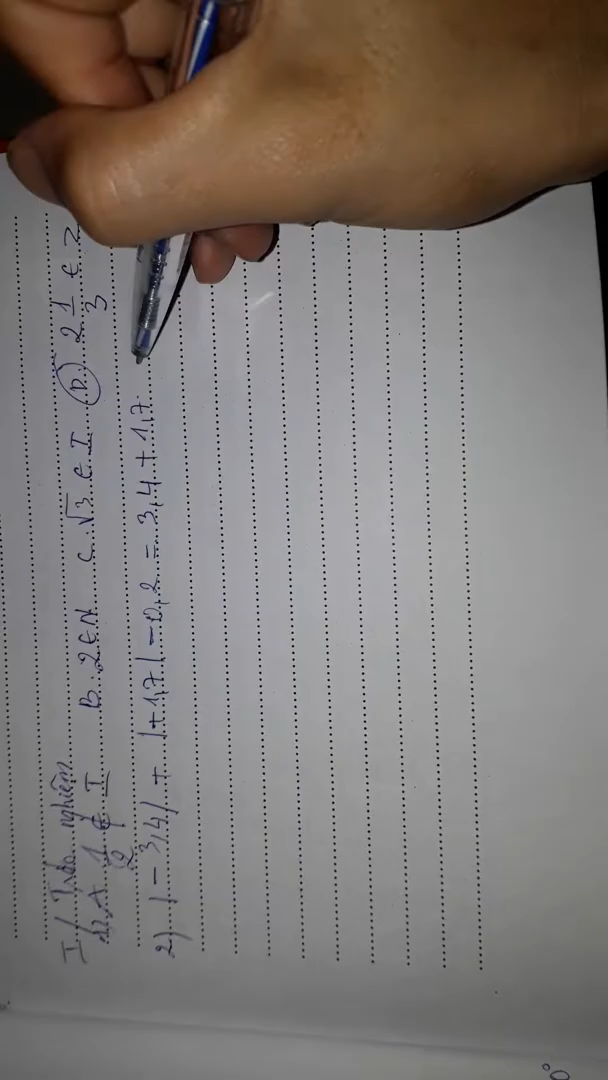 I/ Trắc nghiệm
1, A 1/2 ∉ I B. 2 ∈ N C √3 ∈ I D. 2 1/3 ∈ Z
2) |-3,4| + |+1,7| - 0,2 = 3,4 + 1,7
0°